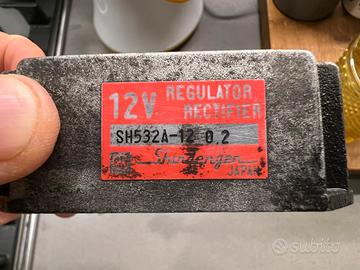 12V REGULATOR
RECTIFIER
SH532A-12 0.2
Shindengen
JAPAN
subito